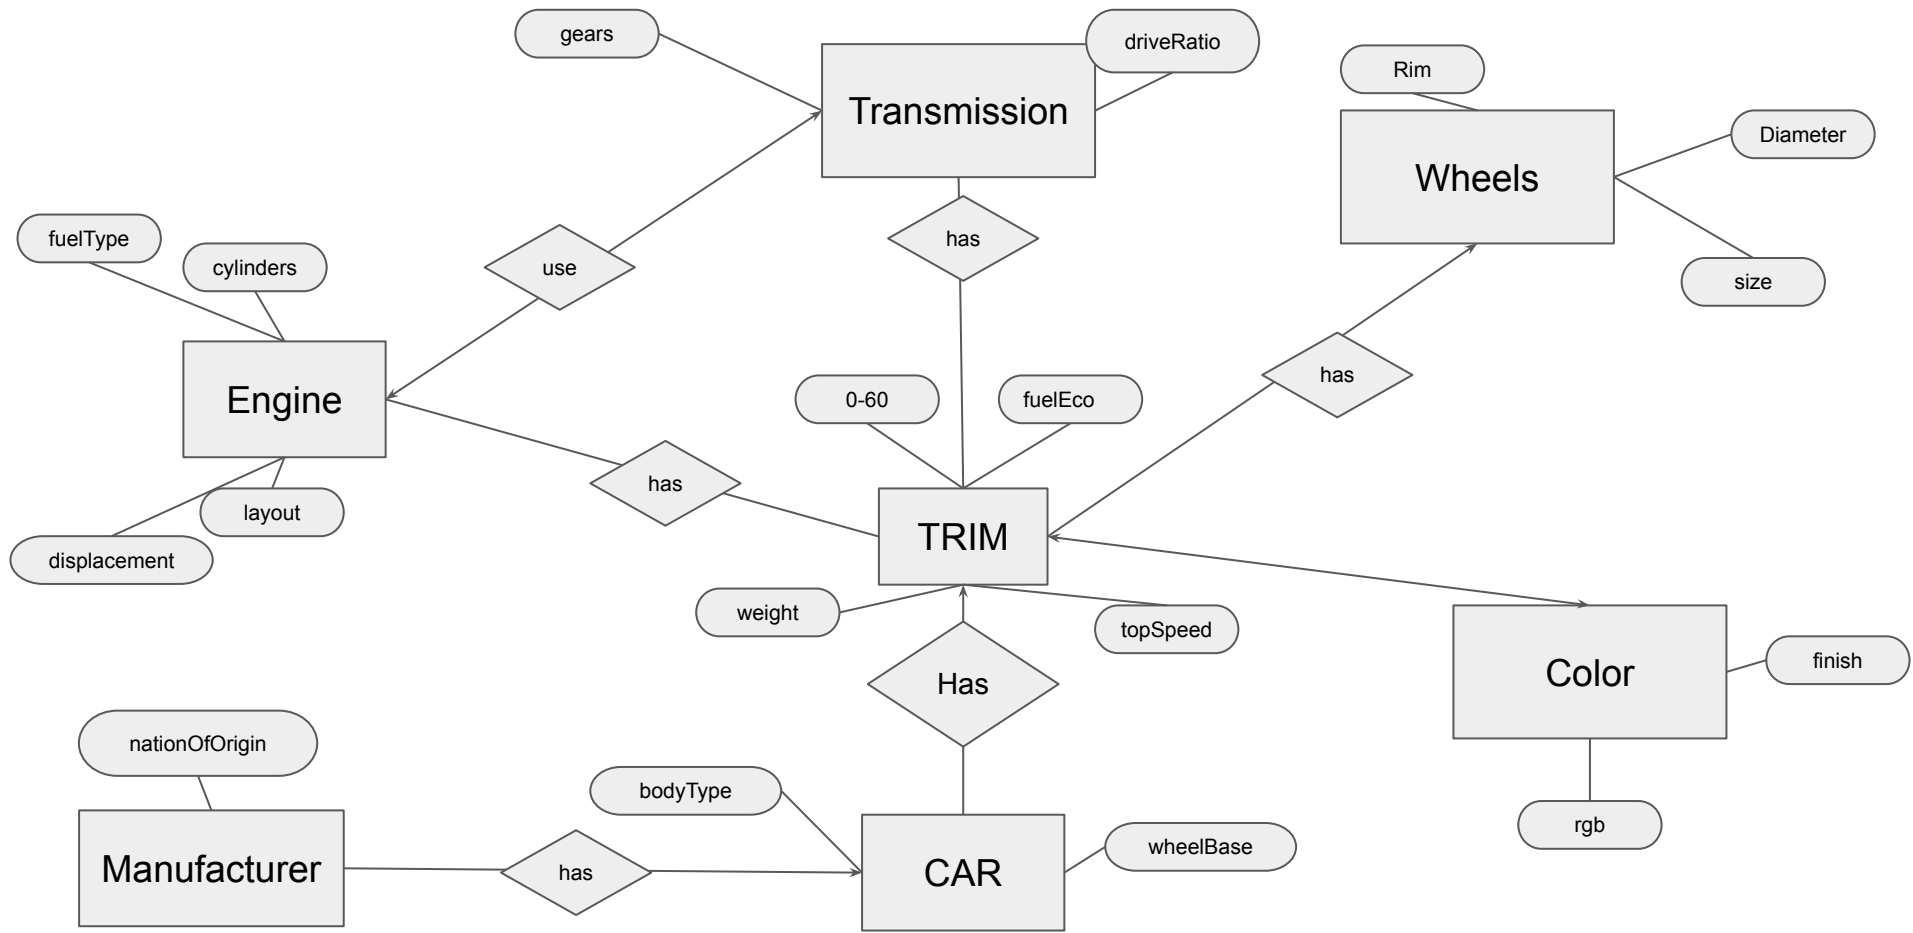 gears
driveRatio
Transmission
Rim
Diameter
Wheels
size
has
fuelType
cylinders
use
Engine
has
0-60
fuelEco
has
layout
displacement
TRIM
weight
topSpeed
Has
Color
finish
rgb
nationOfOrigin
bodyType
wheelBase
Manufacturer
has
CAR